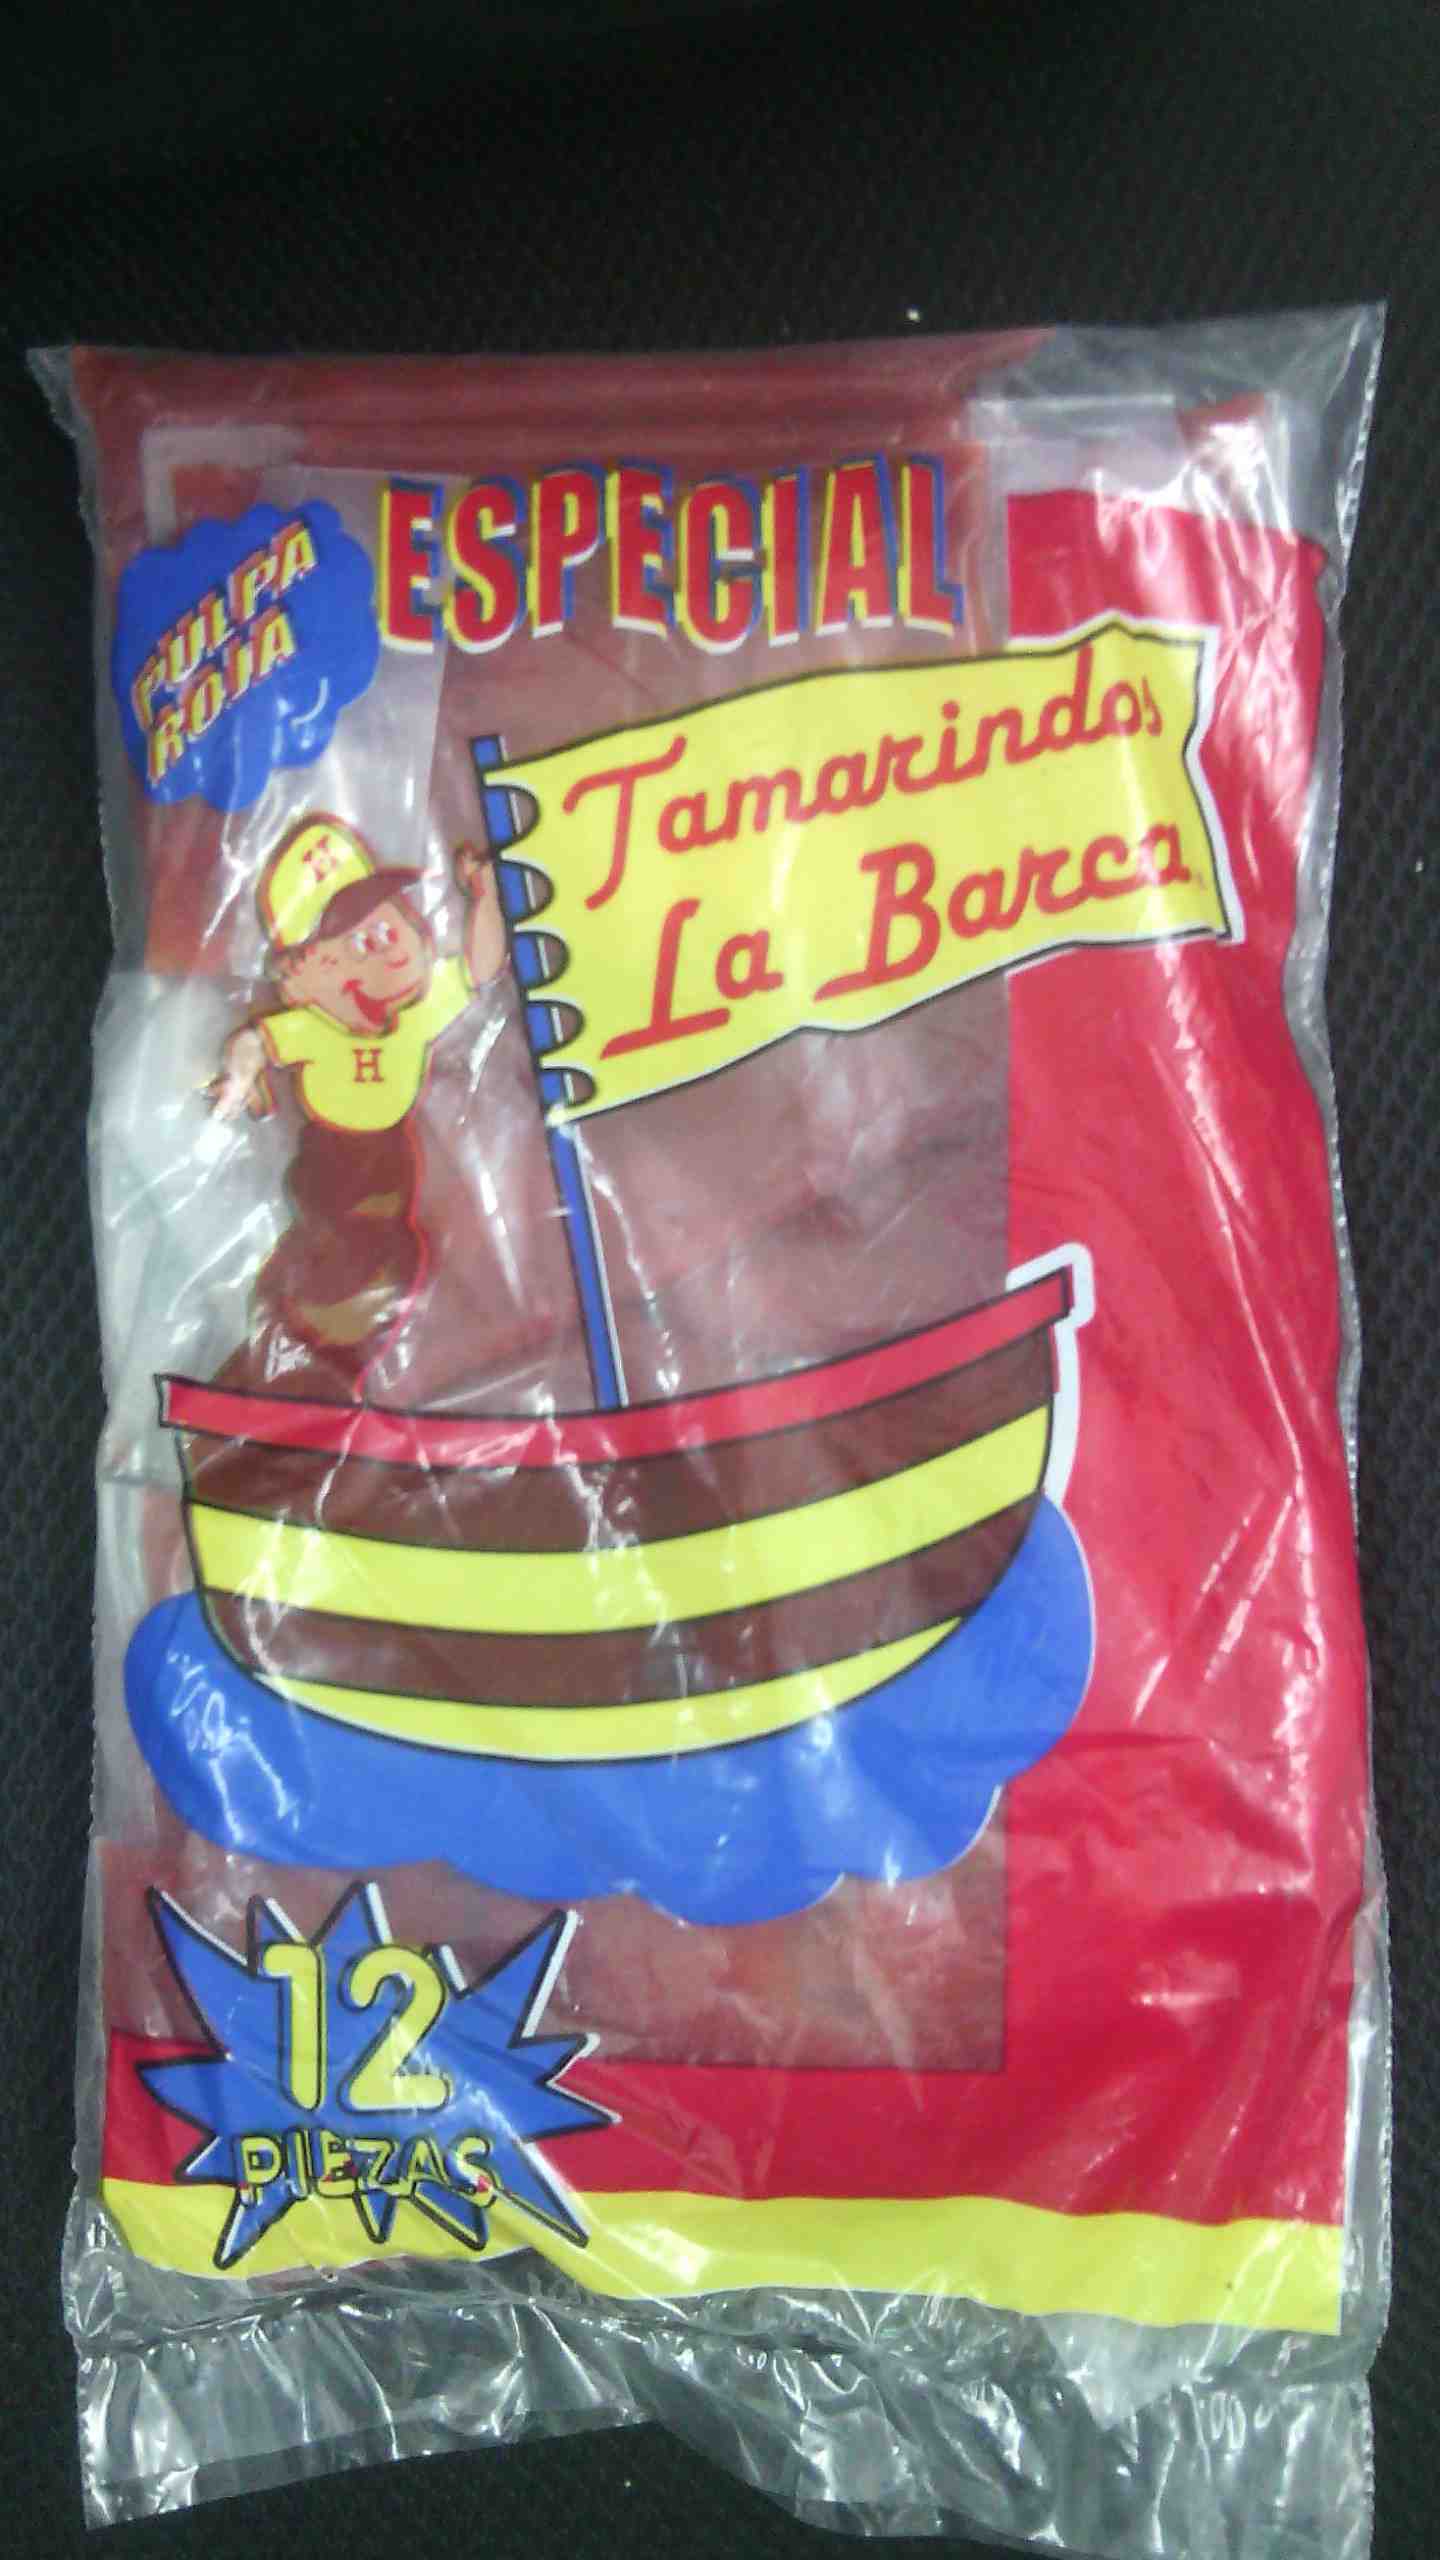 ESPECIAL
PULPA
ROJA
Tamarindos
La Barca
H
H
12
PIEZAS